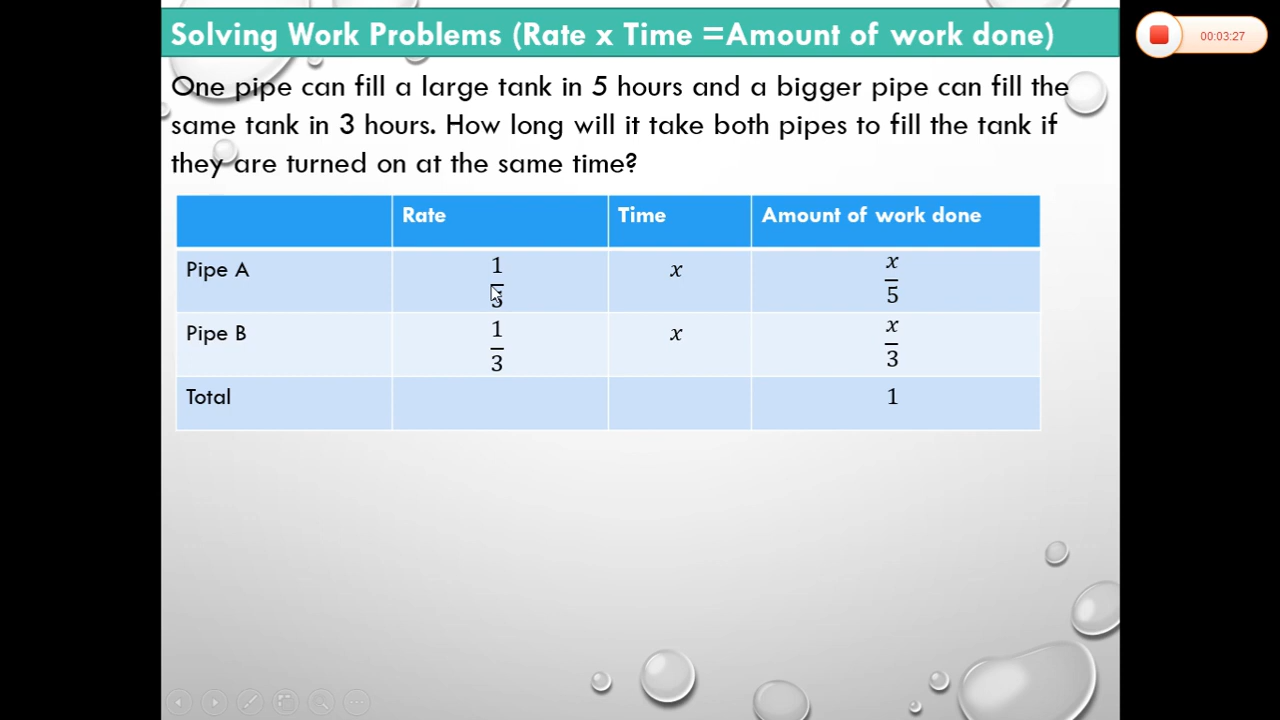 Solving Work Problems (Rate x Time =Amount of work done)
00:03:27
One pipe can fill a large tank in 5 hours and a bigger pipe can fill the
same tank in 3 hours. How long will it take both pipes to fill the tank if
they are turned on at the same time?
Rate Time Amount of work done
Pipe A 1/5 x x/5
Pipe B 1/3 x x/3
Total 1